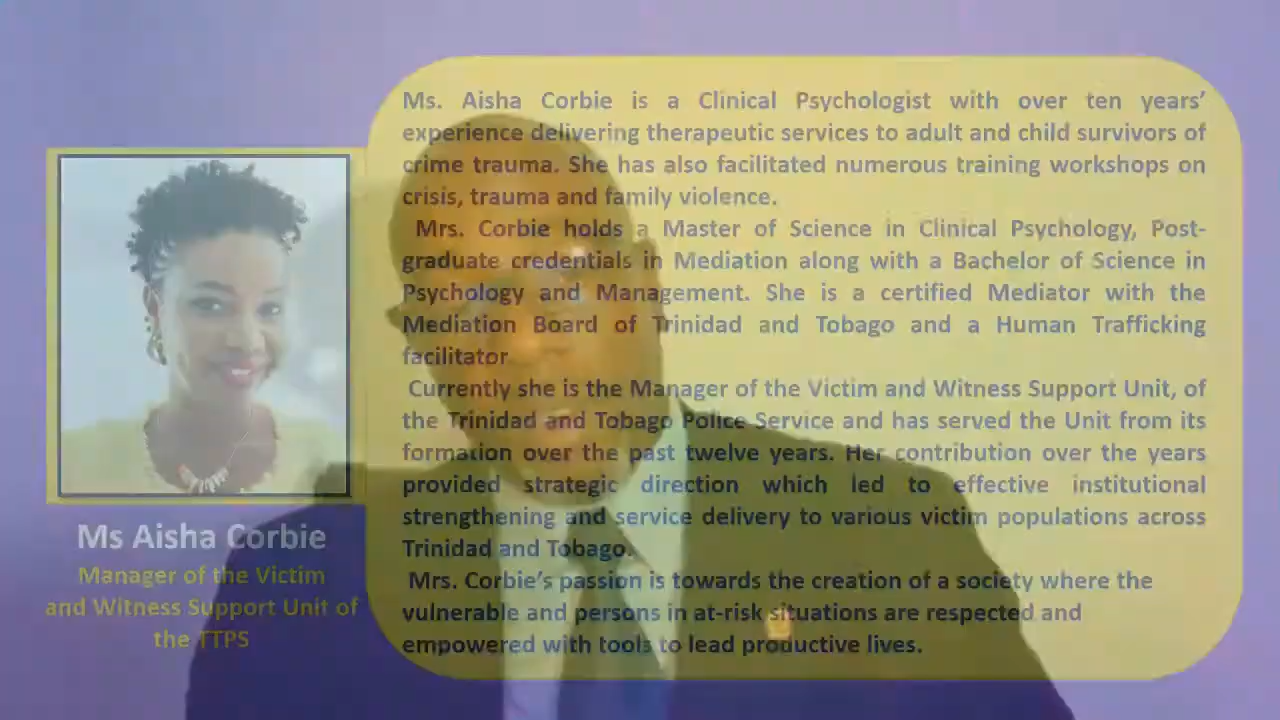 Ms. Aisha Corbie is a Clinical Psychologist with over ten years’
experience delivering therapeutic services to adult and child survivors of
crime trauma. She has also facilitated numerous training workshops on
crisis, trauma and family violence.
Mrs. Corbie holds a Master of Science in Clinical Psychology, Post-
graduate credentials in Mediation along with a Bachelor of Science in
Psychology and Management. She is a certified Mediator with the
Mediation Board of Trinidad and Tobago and a Human Trafficking
facilitator.
Currently she is the Manager of the Victim and Witness Support Unit, of
the Trinidad and Tobago Police Service and has served the Unit from its
formation over the past twelve years. Her contribution over the years
provided strategic direction which led to effective institutional
strengthening and service delivery to various victim populations across
Trinidad and Tobago.
Mrs. Corbie’s passion is towards the creation of a society where the
vulnerable and persons in at-risk situations are respected and
empowered with tools to lead productive lives.
Ms Aisha Corbie
Manager of the Victim
and Witness Support Unit of
the TTPS